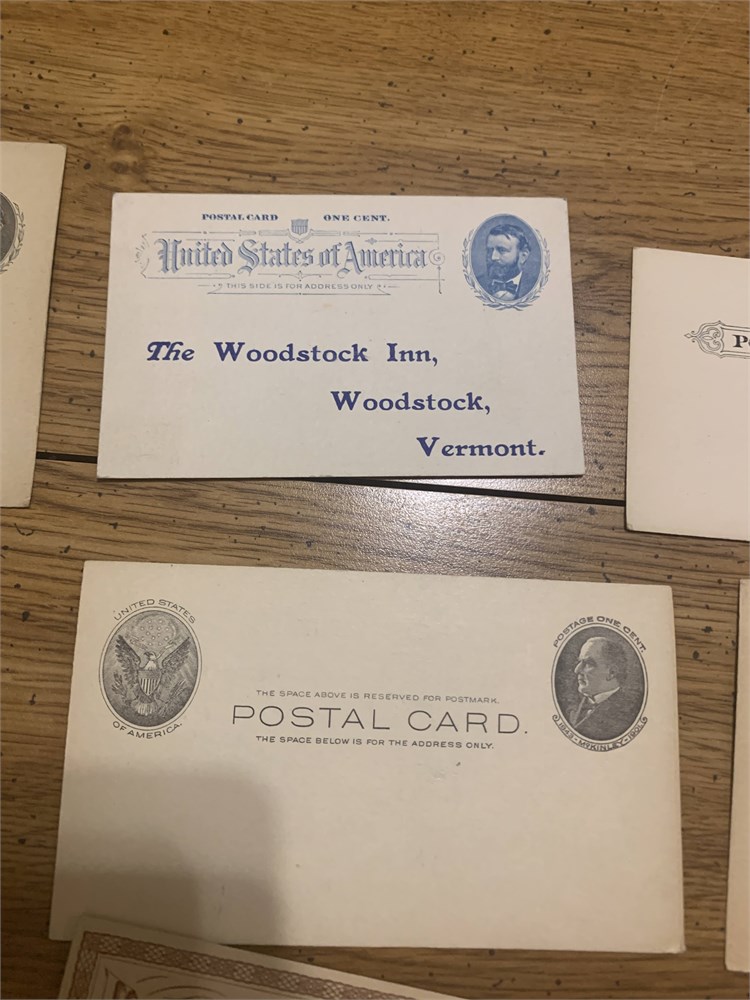 POSTAL CARD ONE CENT.
United States of America
THIS SIDE IS FOR ADDRESS ONLY
The Woodstock Inn,
Woodstock,
Vermont.
UNITED STATES
OF AMERICA.
THE SPACE ABOVE IS RESERVED FOR POSTMARK.
POSTAL CARD.
THE SPACE BELOW IS FOR THE ADDRESS ONLY.
POSTAGE ONE CENT.
1843-McKINLEY-1901